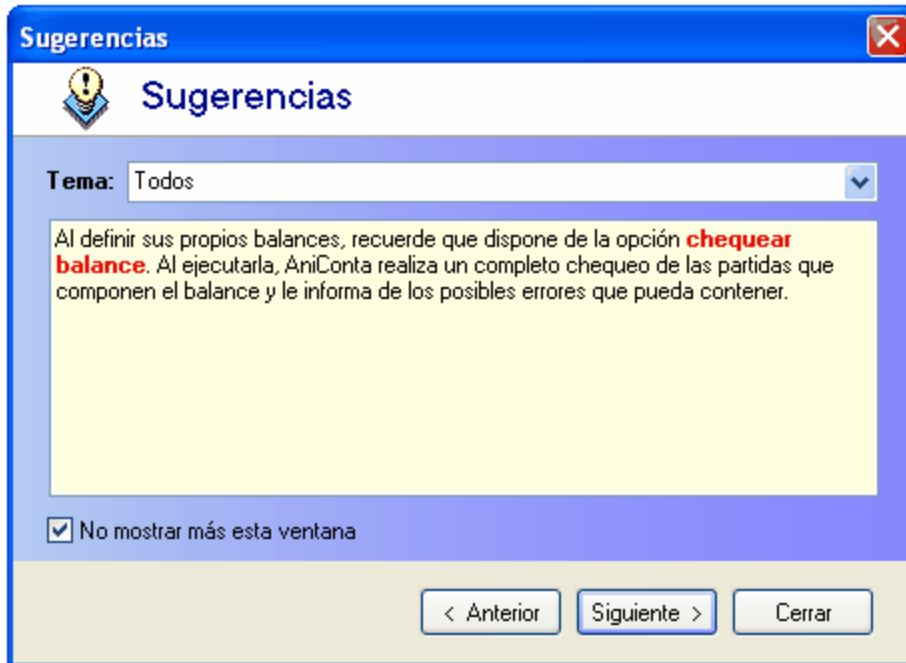 Sugerencias
Sugerencias
Tema: Todos
Al definir sus propios balances, recuerde que dispone de la opción chequear
balance. Al ejecutarla, AniConta realiza un completo chequeo de las partidas que
componen el balance y le informa de los posibles errores que pueda contener.
No mostrar más esta ventana
< Anterior Siguiente > Cerrar